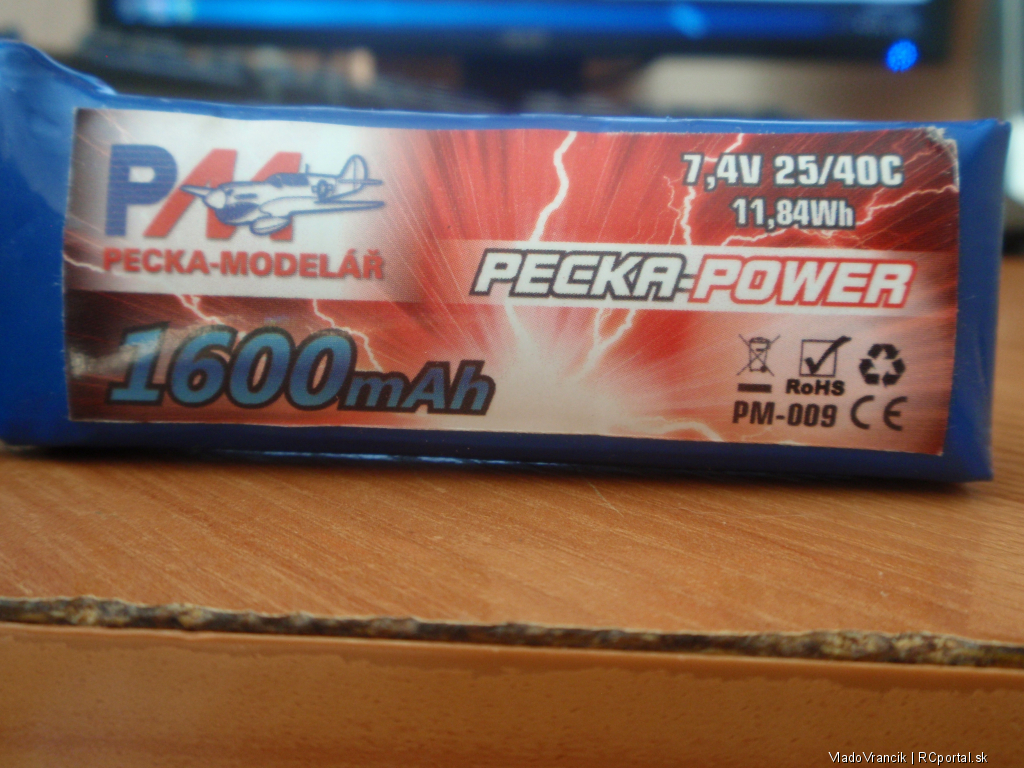 PM
PECKA-MODELÁŘ
7,4V 25/40C
11,84Wh
PECKA-POWER
1600mAh
RoHS
PM-009 CE
VladoVrancik | RCportal.sk